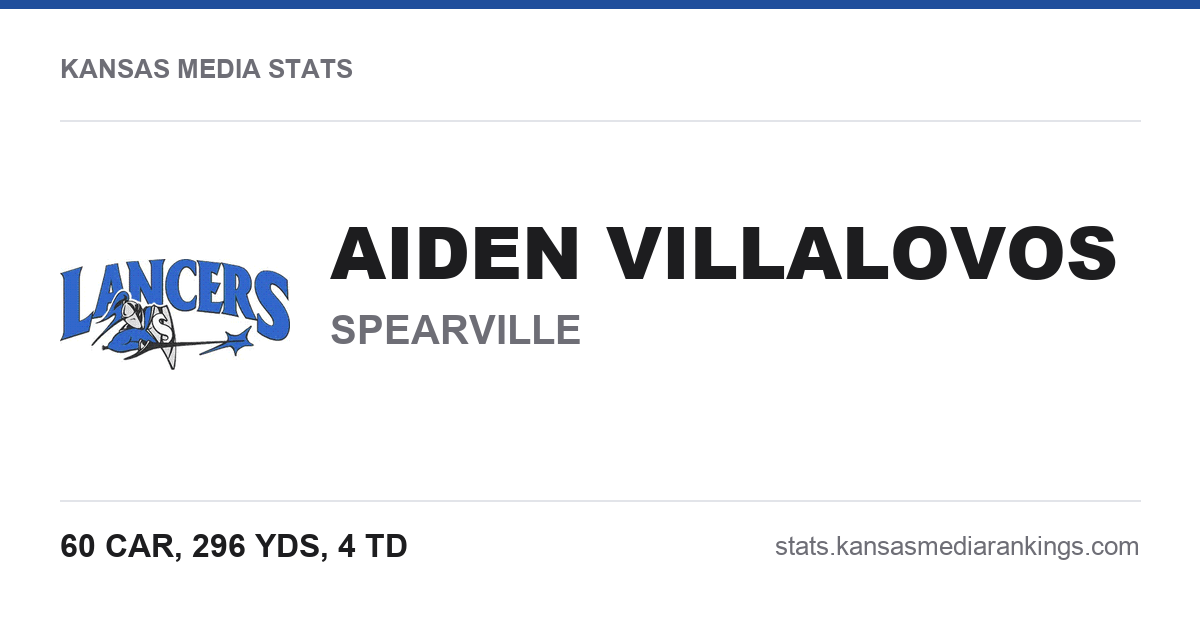 KANSAS MEDIA STATS
LANCERS
S
AIDEN VILLALOVOS
SPEARVILLE
60 CAR, 296 YDS, 4 TD
stats.kansasmediarankings.com